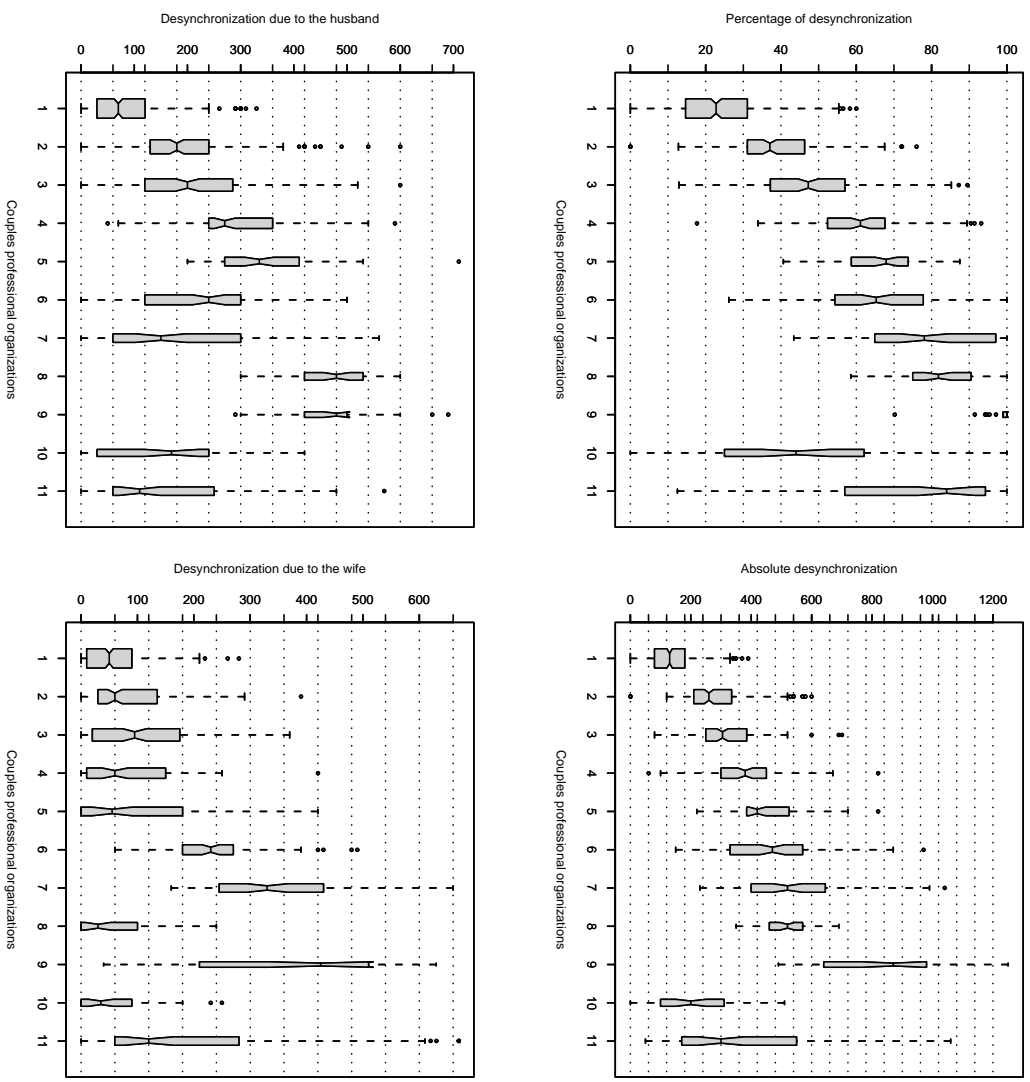 Desynchronization due to the husband
0 100 200 300 400 500 600 700
1 2 3 4 5 6 7 8 9 10 11
Couples professional organizations
Percentage of desynchronization
0 20 40 60 80 100
1 2 3 4 5 6 7 8 9 10 11
Couples professional organizations
Desynchronization due to the wife
0 100 200 300 400 500 600
1 2 3 4 5 6 7 8 9 10 11
Couples professional organizations
Absolute desynchronization
0 200 400 600 800 1000 1200
1 2 3 4 5 6 7 8 9 10 11
Couples professional organizations